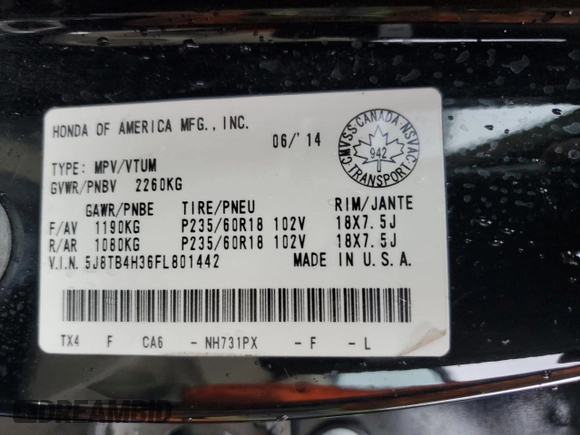 HONDA OF AMERICA MFG., INC.
06/'14
CMVSS-CANADA-NSVAC
942
TRANSPORT
TYPE: MPV/VTUM
GVWR/PNBV 2260KG
GAWR/PNBE TIRE/PNEU RIM/JANTE
F/AV 1190KG P235/60R18 102V 18X7.5J
R/AR 1080KG P235/60R18 102V 18X7.5J
V.I.N. 5J8TB4H36FL801442 MADE IN U.S.A.
TX4 F CA6 - NH731PX - F - L
DREAMBID